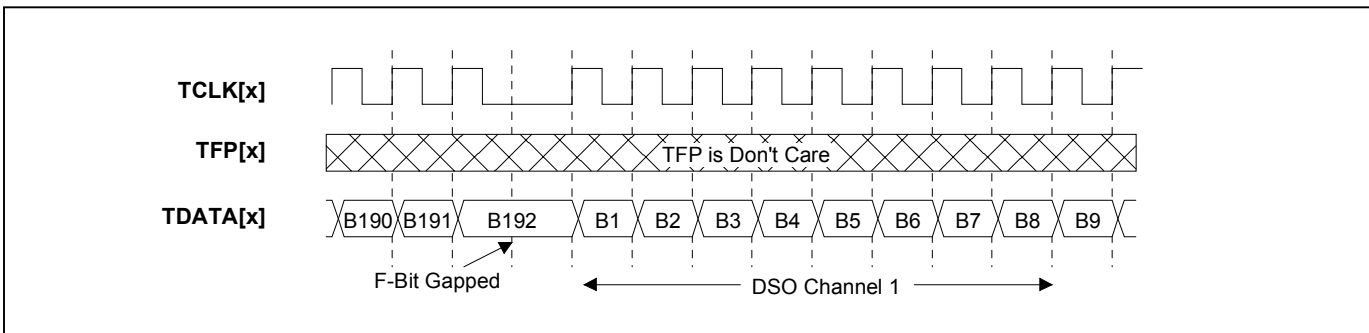 TCLK[x]
TFP[x]
TFP is Don't Care
TDATA[x]
B190
B191
B192
B1
B2
B3
B4
B5
B6
B7
B8
B9
F-Bit Gapped
DSO Channel 1